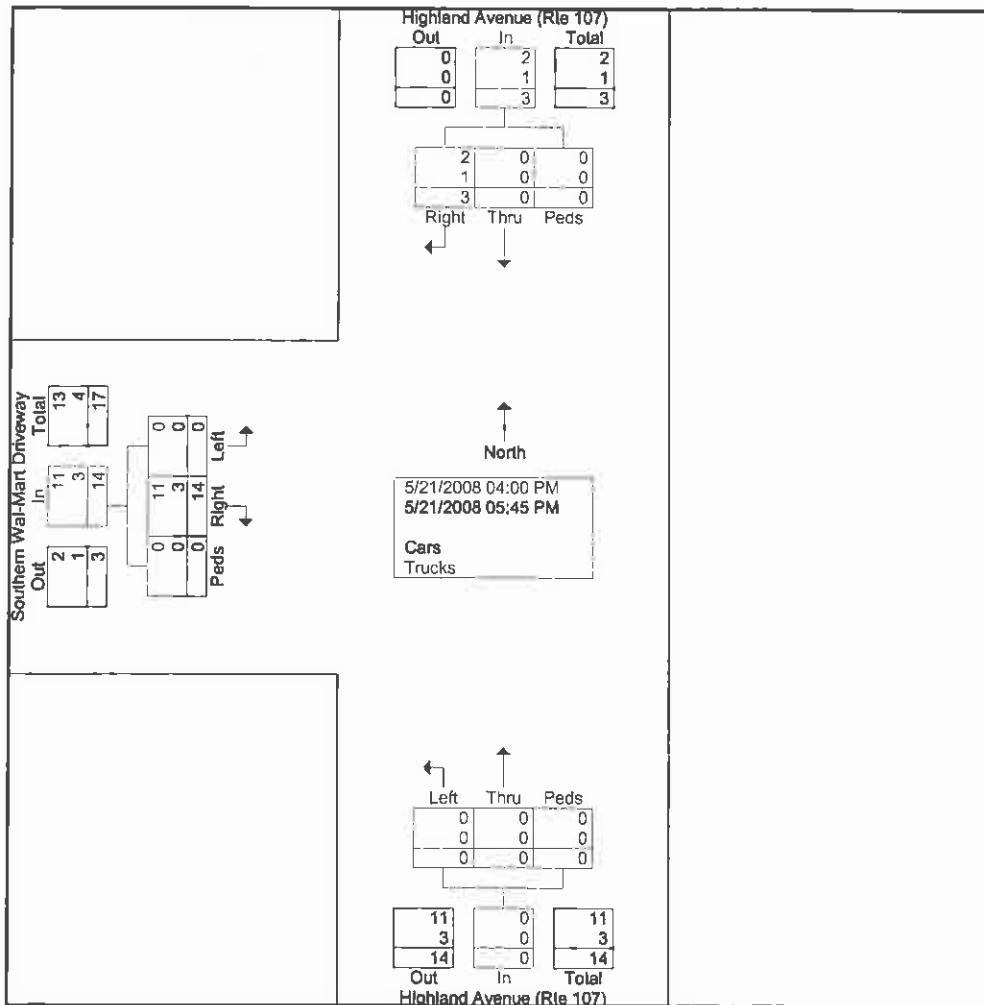 Highland Avenue (Rte 107)
Out In Total
0 2 2
0 1 1
0 3 3
2 0 0
1 0 0
3 0 0
Right Thru Peds
Southern Wal-Mart Driveway
Total
13
4
17
In
11
3
14
Out
2
1
3
Left
0
0
0
Right
11
3
14
Peds
0
0
0
North
5/21/2008 04:00 PM
5/21/2008 05:45 PM
Cars
Trucks
Left Thru Peds
0 0 0
0 0 0
0 0 0
11 0 11
3 0 3
14 0 14
Out In Total
Highland Avenue (Rte 107)